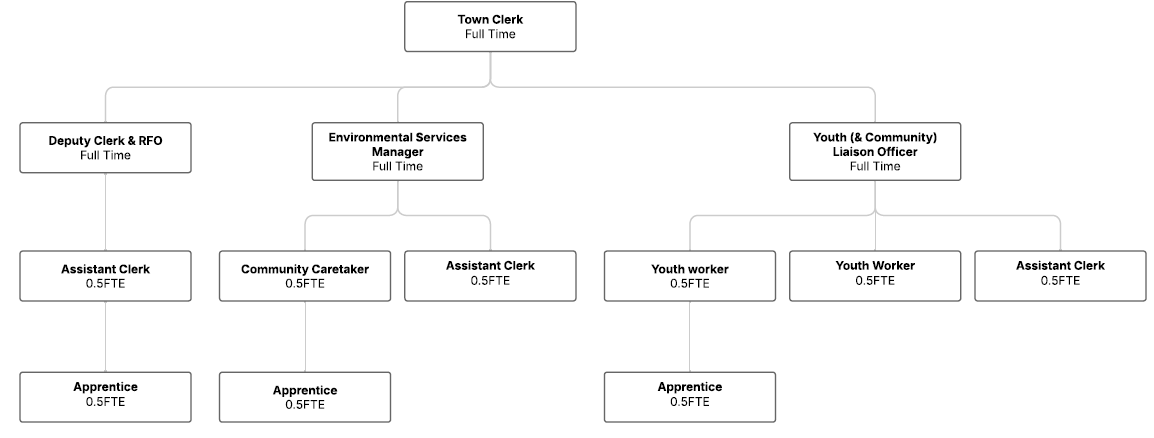 Town Clerk
Full Time
Deputy Clerk & RFO
Full Time
Environmental Services
Manager
Full Time
Youth (& Community)
Liaison Officer
Full Time
Assistant Clerk
0.5FTE
Community Caretaker
0.5FTE
Assistant Clerk
0.5FTE
Youth worker
0.5FTE
Youth Worker
0.5FTE
Assistant Clerk
0.5FTE
Apprentice
0.5FTE
Apprentice
0.5FTE
Apprentice
0.5FTE